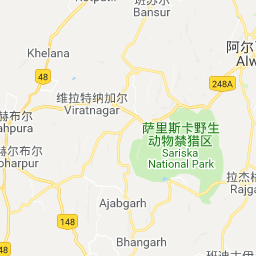 班苏尔
Bansur
Khelana
阿尔
Alw
48
248A
维拉特纳加尔
Viratnagar
赫布尔
ahpura
萨里斯卡野生
动物禁猎区
Sariska
National Park
赫尔布尔
oharpur
拉杰
Rajga
Ajabgarh
148
Bhangarh